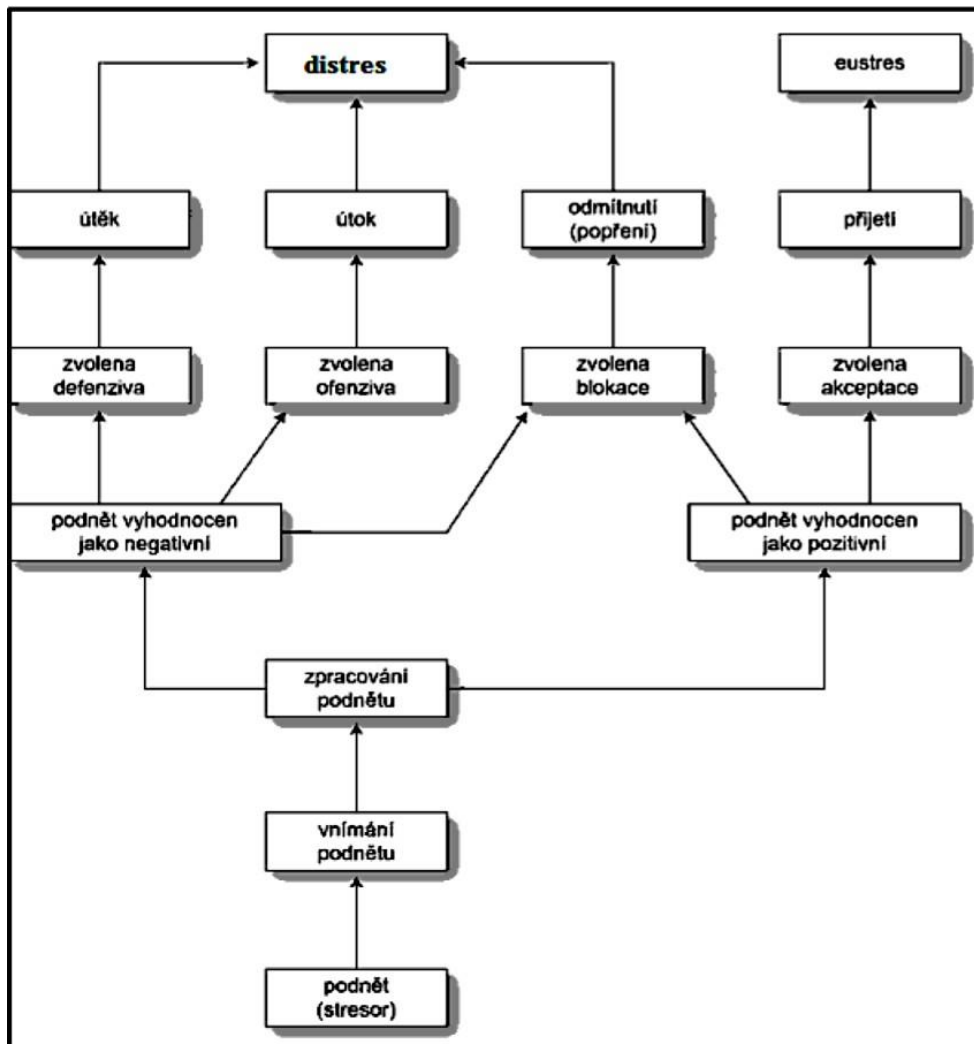 distres
eustres
útěk
útok
odmítnutí
(popření)
přijetí
zvolena
defenziva
zvolena
ofenziva
zvolena
blokace
zvolena
akceptace
podnět vyhodnocen
jako negativní
podnět vyhodnocen
jako pozitivní
zpracování
podnětu
vnímání
podnětu
podnět
(stresor)